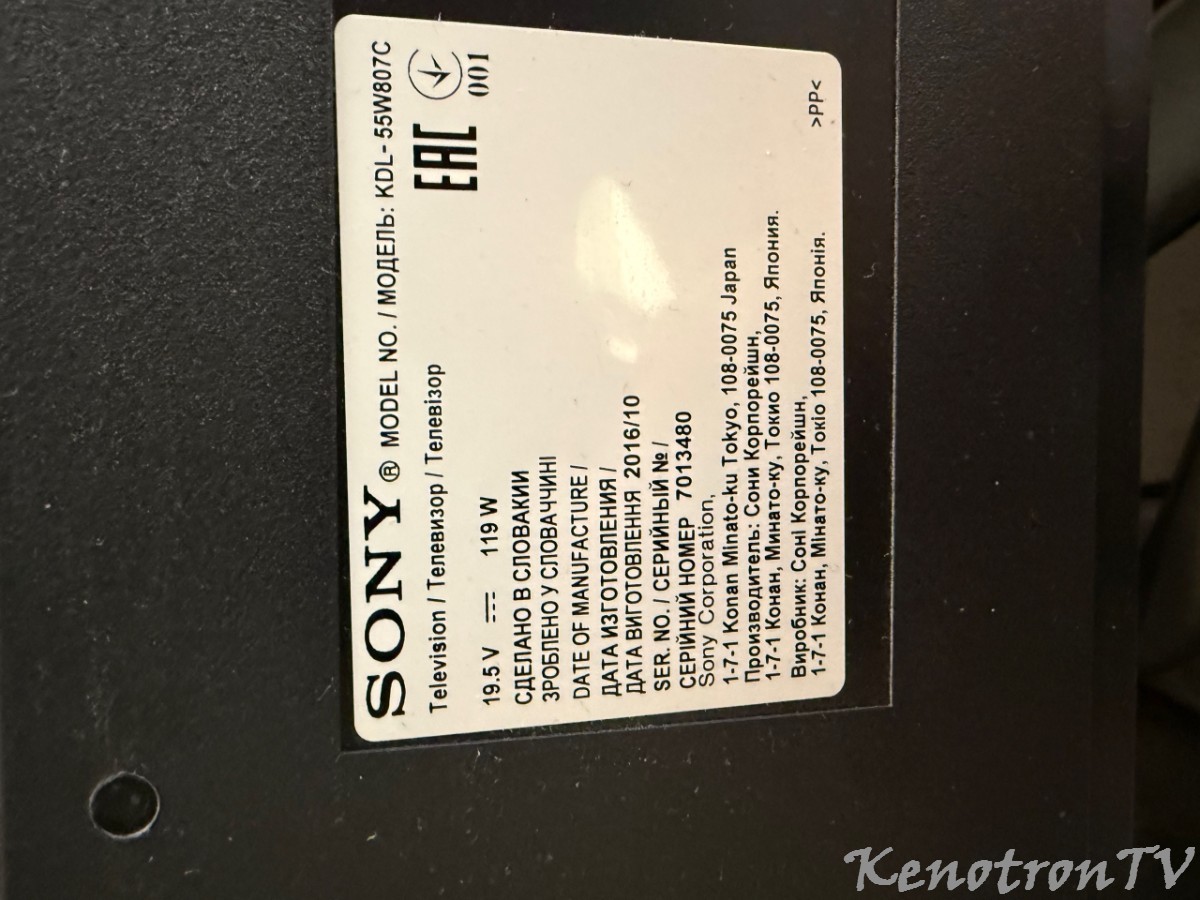 SONY ® MODEL NO. / МОДЕЛЬ: KDL- 55W807C
Television / Телевизор / Телевізор
EAC
001
19.5 V ⎓ 119 W
СДЕЛАНО В СЛОВАКИИ
ЗРОБЛЕНО У СЛОВАЧЧИНІ
DATE OF MANUFACTURE /
ДАТА ИЗГОТОВЛЕНИЯ /
ДАТА ВИГОТОВЛЕННЯ 2016/10
SER. NO. / СЕРИЙНЫЙ № /
СЕРІЙНИЙ НОМЕР 7013480
Sony Corporation,
1-7-1 Konan Minato-ku Tokyo, 108-0075 Japan
Производитель: Сони Корпорейшн,
1-7-1 Конан, Минато-ку, Токио 108-0075, Япония.
Виробник: Соні Корпорейшн,
1-7-1 Конан, Мінато-ку, Токіо 108-0075, Японія.
>PP<
KenotronTV